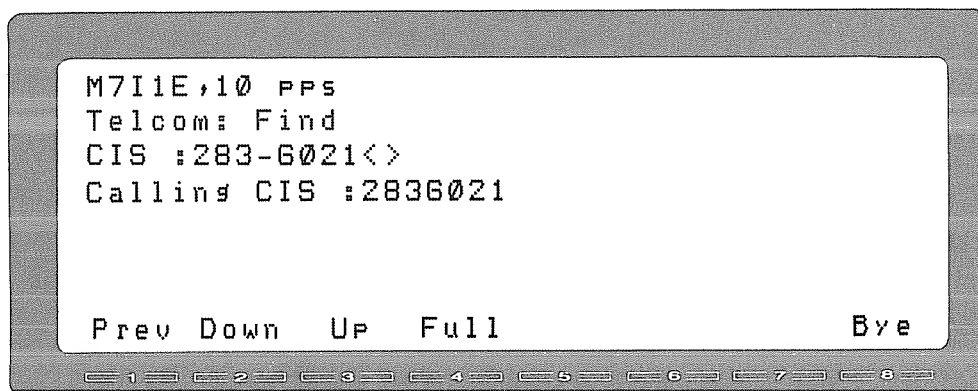 M7I1E,10 pps
Telcom: Find
CIS :283-6021<>
Calling CIS :2836021
Prev Down Up Full Bye
1 2 3 4 5 6 7 8